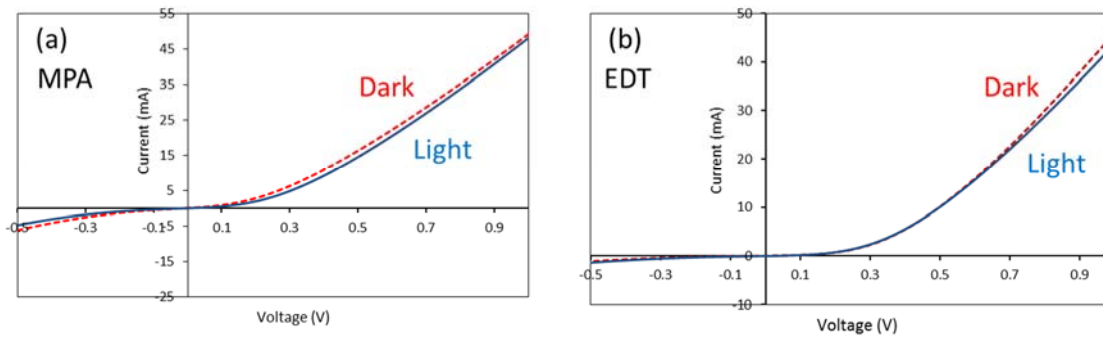 (a)
MPA
Current (mA)
55
45
35
25
15
5
-5
-15
-25
-0.5
-0.3
-0.1
0.1
0.3
0.5
0.7
0.9
Dark
Light
Voltage (V)
(b)
EDT
Current (mA)
50
40
30
20
10
0
-10
-0.5
-0.3
-0.1
0.1
0.3
0.5
0.7
0.9
Dark
Light
Voltage (V)